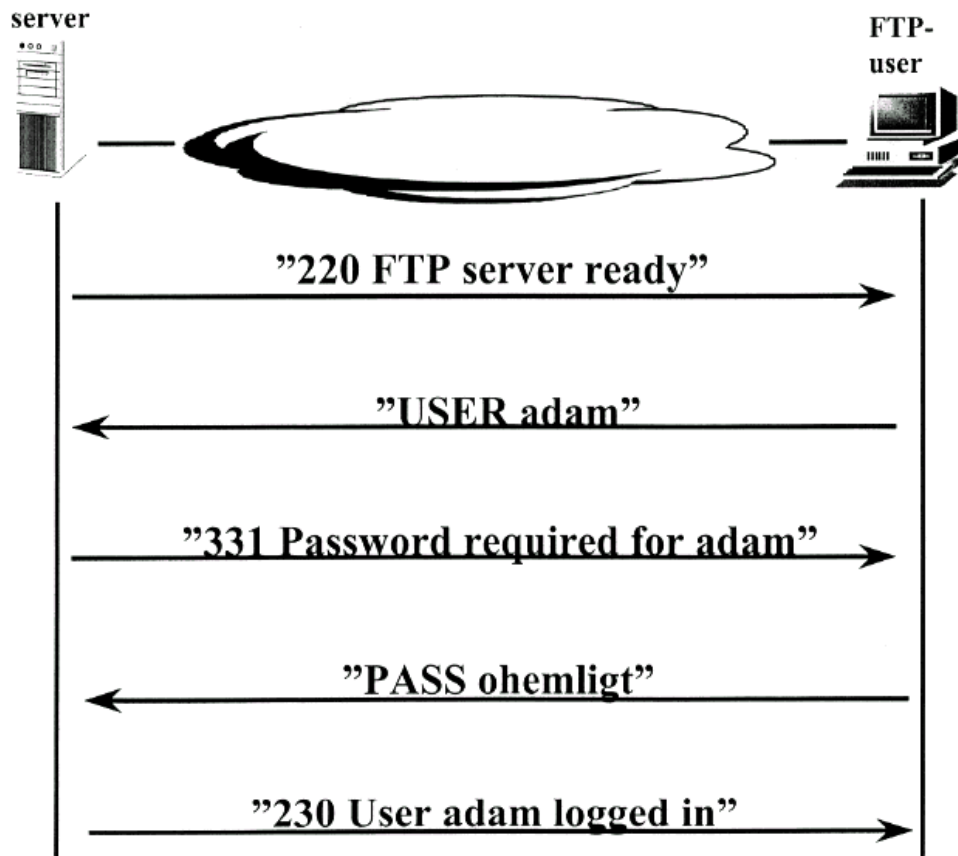 server
FTP-
user
”220 FTP server ready”
”USER adam”
”331 Password required for adam”
”PASS ohemligt”
”230 User adam logged in”